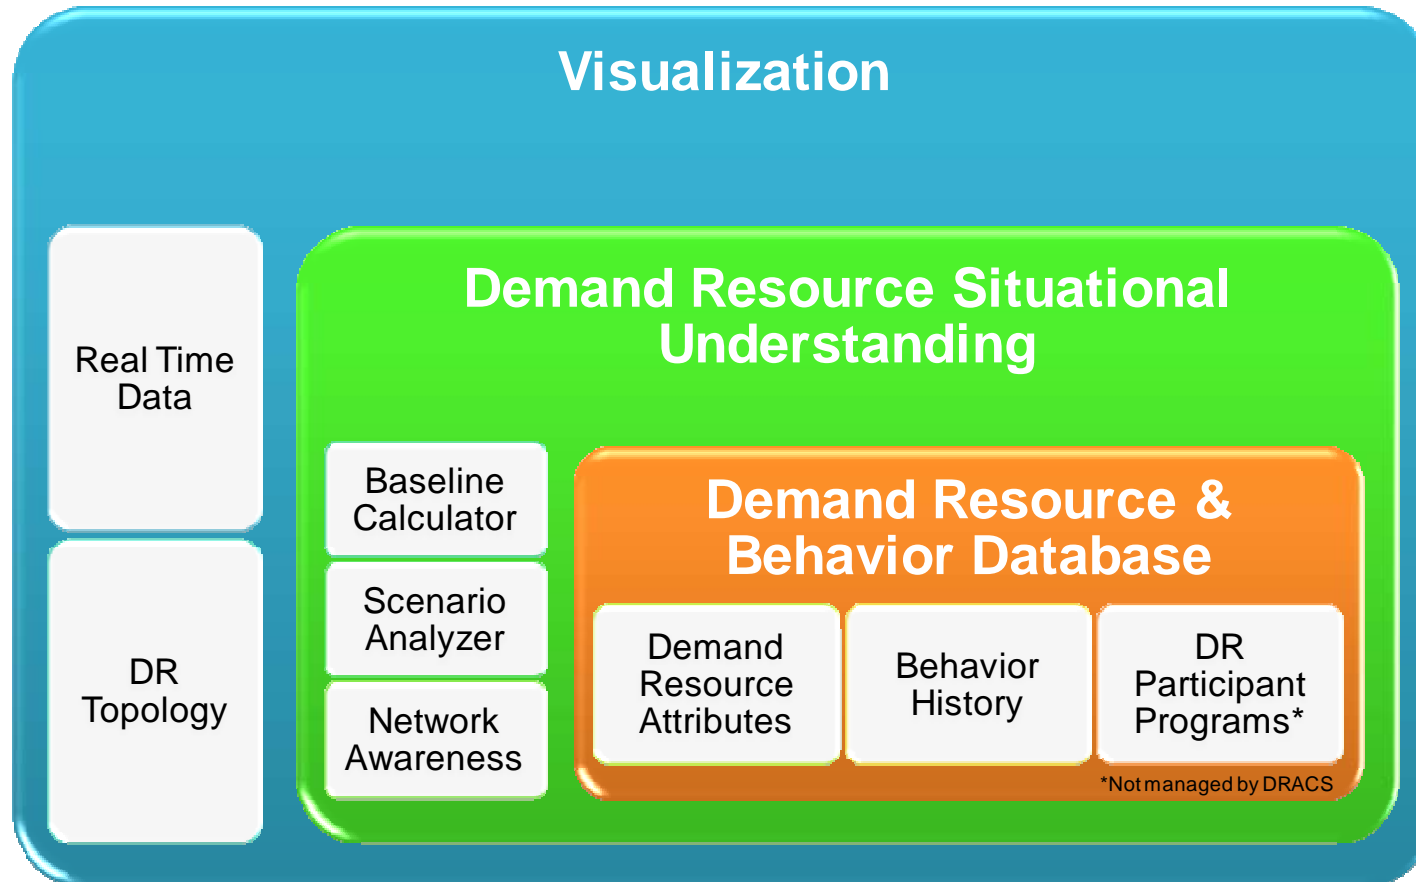 Visualization
Real Time
Data
DR
Topology
Demand Resource Situational
Understanding
Baseline
Calculator
Scenario
Analyzer
Network
Awareness
Demand Resource &
Behavior Database
Demand
Resource
Attributes
Behavior
History
DR
Participant
Programs*
*Not managed by DRACS